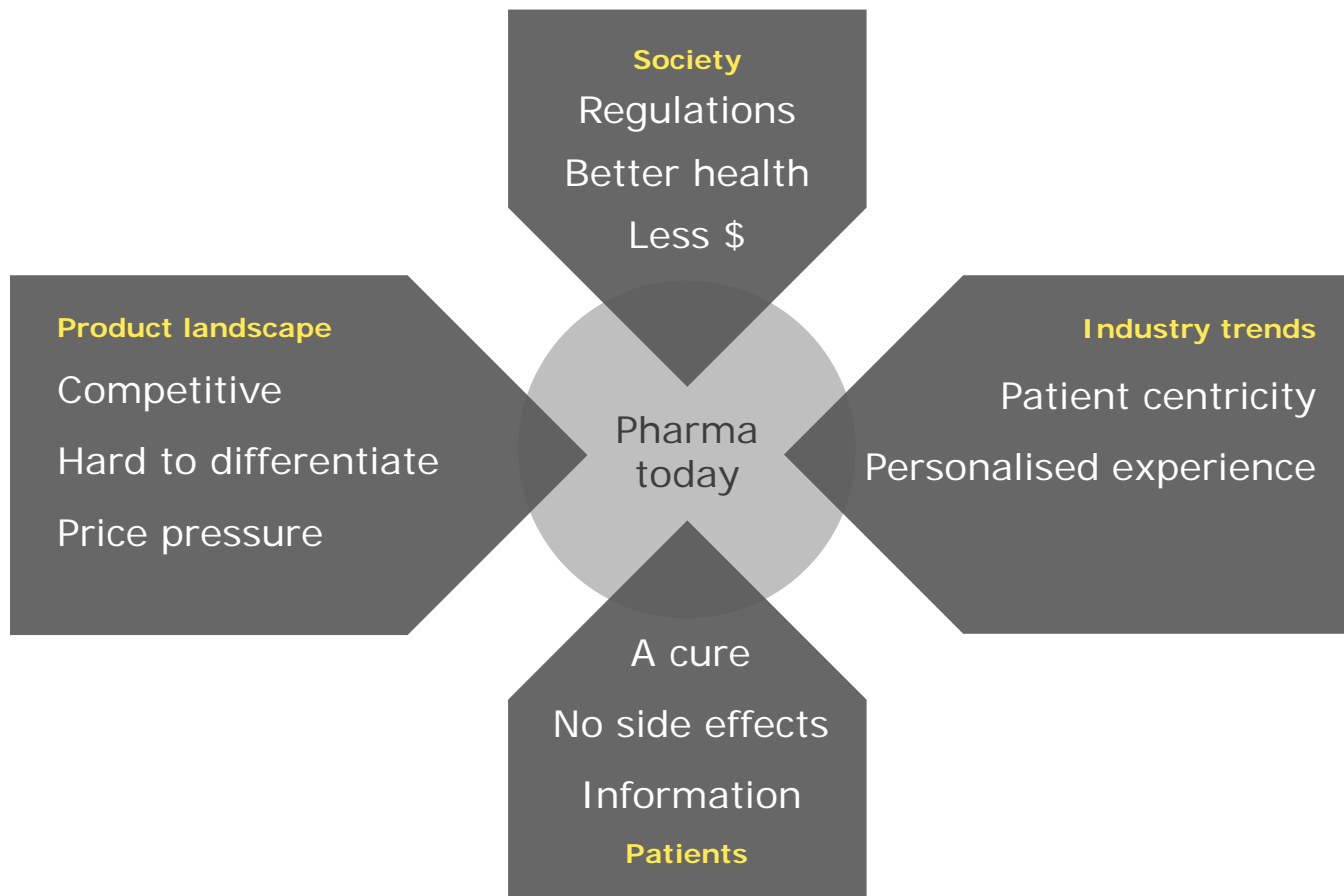 Society
Regulations
Better health
Less $
Product landscape
Competitive
Hard to differentiate
Price pressure
Pharma
today
Industry trends
Patient centricity
Personalised experience
A cure
No side effects
Information
Patients